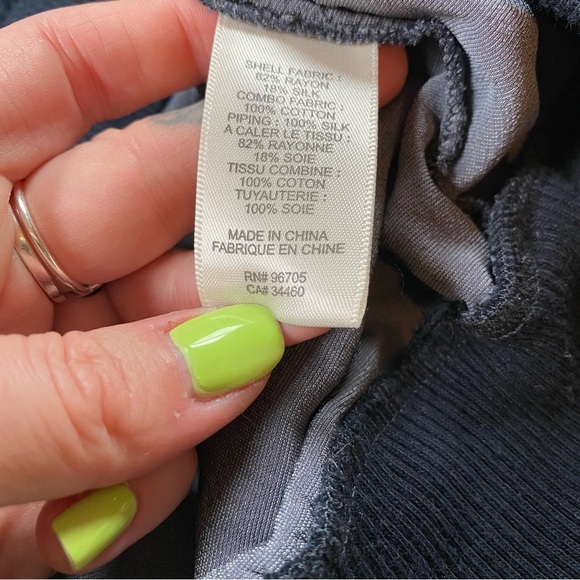 SHELL FABRIC :
82% RAYON
18% SILK
COMBO FABRIC :
100% COTTON
PIPING : 100% SILK
A CALER LE TISSU :
82% RAYONNE
18% SOIE
TISSU COMBINE :
100% COTON
TUYAUTERIE :
100% SOIE
MADE IN CHINA
FABRIQUE EN CHINE
RN# 96705
CA# 34460